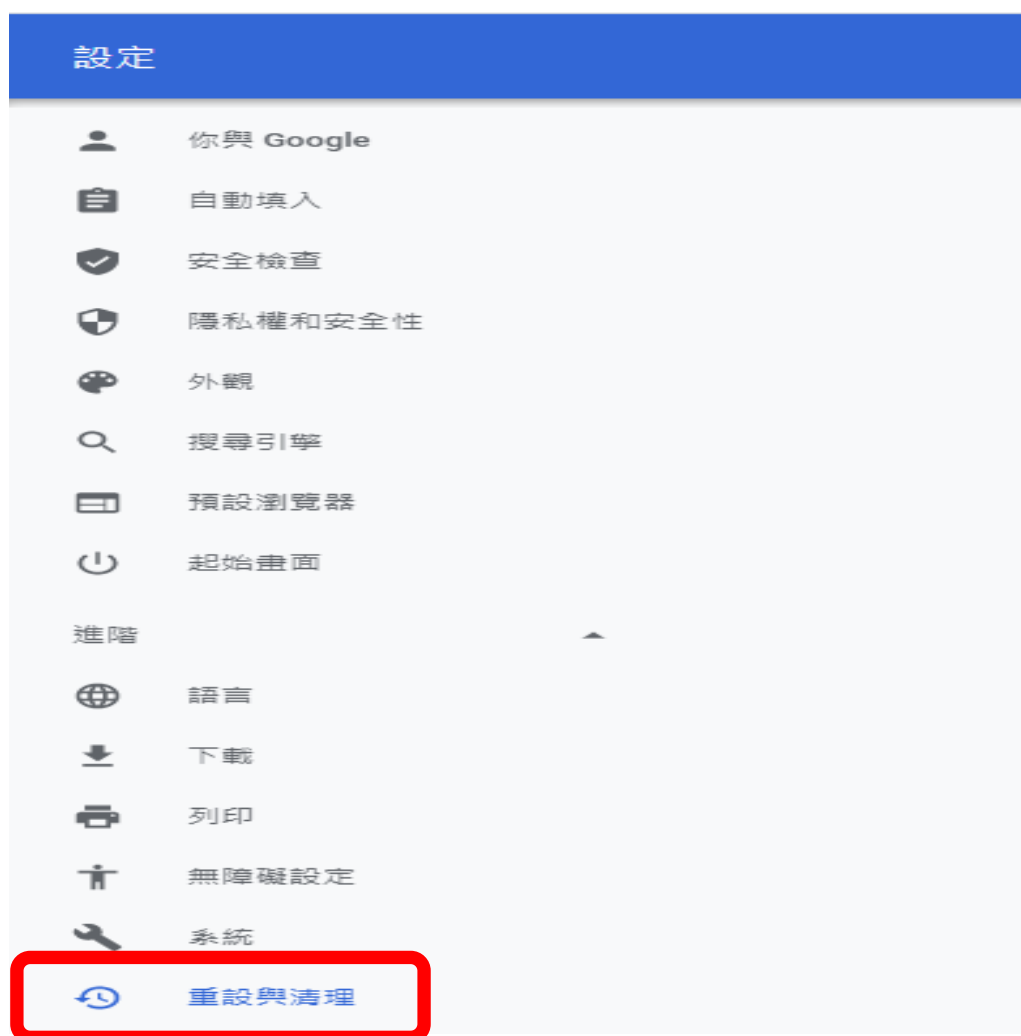 設定
你與 Google
自動填入
安全檢查
隱私權和安全性
外觀
搜尋引擎
預設瀏覽器
起始畫面
進階
語言
下載
列印
無障礙設定
系統
重設與清理